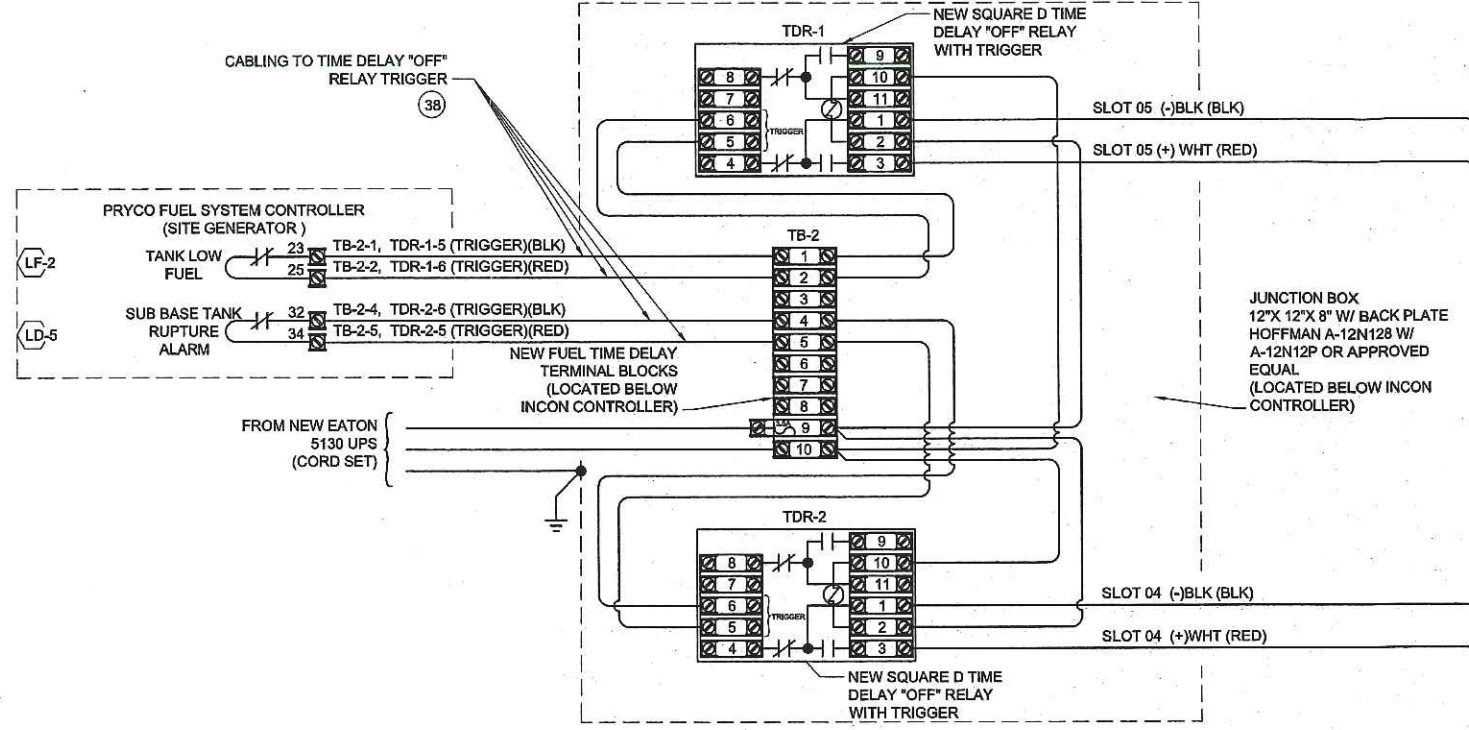 NEW SQUARE D TIME
DELAY "OFF" RELAY
WITH TRIGGER
TDR-1
CABLING TO TIME DELAY "OFF"
RELAY TRIGGER
38
8
7
6
5
4
TRIGGER
9
10
11
1
2
3
SLOT 05 (-)BLK (BLK)
SLOT 05 (+) WHT (RED)
PRYCO FUEL SYSTEM CONTROLLER
(SITE GENERATOR )
LF-2
TANK LOW
FUEL
23
25
TB-2-1, TDR-1-5 (TRIGGER)(BLK)
TB-2-2, TDR-1-6 (TRIGGER)(RED)
LD-5
SUB BASE TANK
RUPTURE
ALARM
32
34
TB-2-4, TDR-2-6 (TRIGGER)(BLK)
TB-2-5, TDR-2-5 (TRIGGER)(RED)
TB-2
1
2
3
4
5
6
7
8
9
10
NEW FUEL TIME DELAY
TERMINAL BLOCKS
(LOCATED BELOW
INCON CONTROLLER)
JUNCTION BOX
12"X 12"X 8" W/ BACK PLATE
HOFFMAN A-12N128 W/
A-12N12P OR APPROVED
EQUAL
(LOCATED BELOW INCON
CONTROLLER)
FROM NEW EATON
5130 UPS
(CORD SET)
TDR-2
8
7
6
5
4
TRIGGER
9
10
11
1
2
3
SLOT 04 (-)BLK (BLK)
SLOT 04 (+)WHT (RED)
NEW SQUARE D TIME
DELAY "OFF" RELAY
WITH TRIGGER